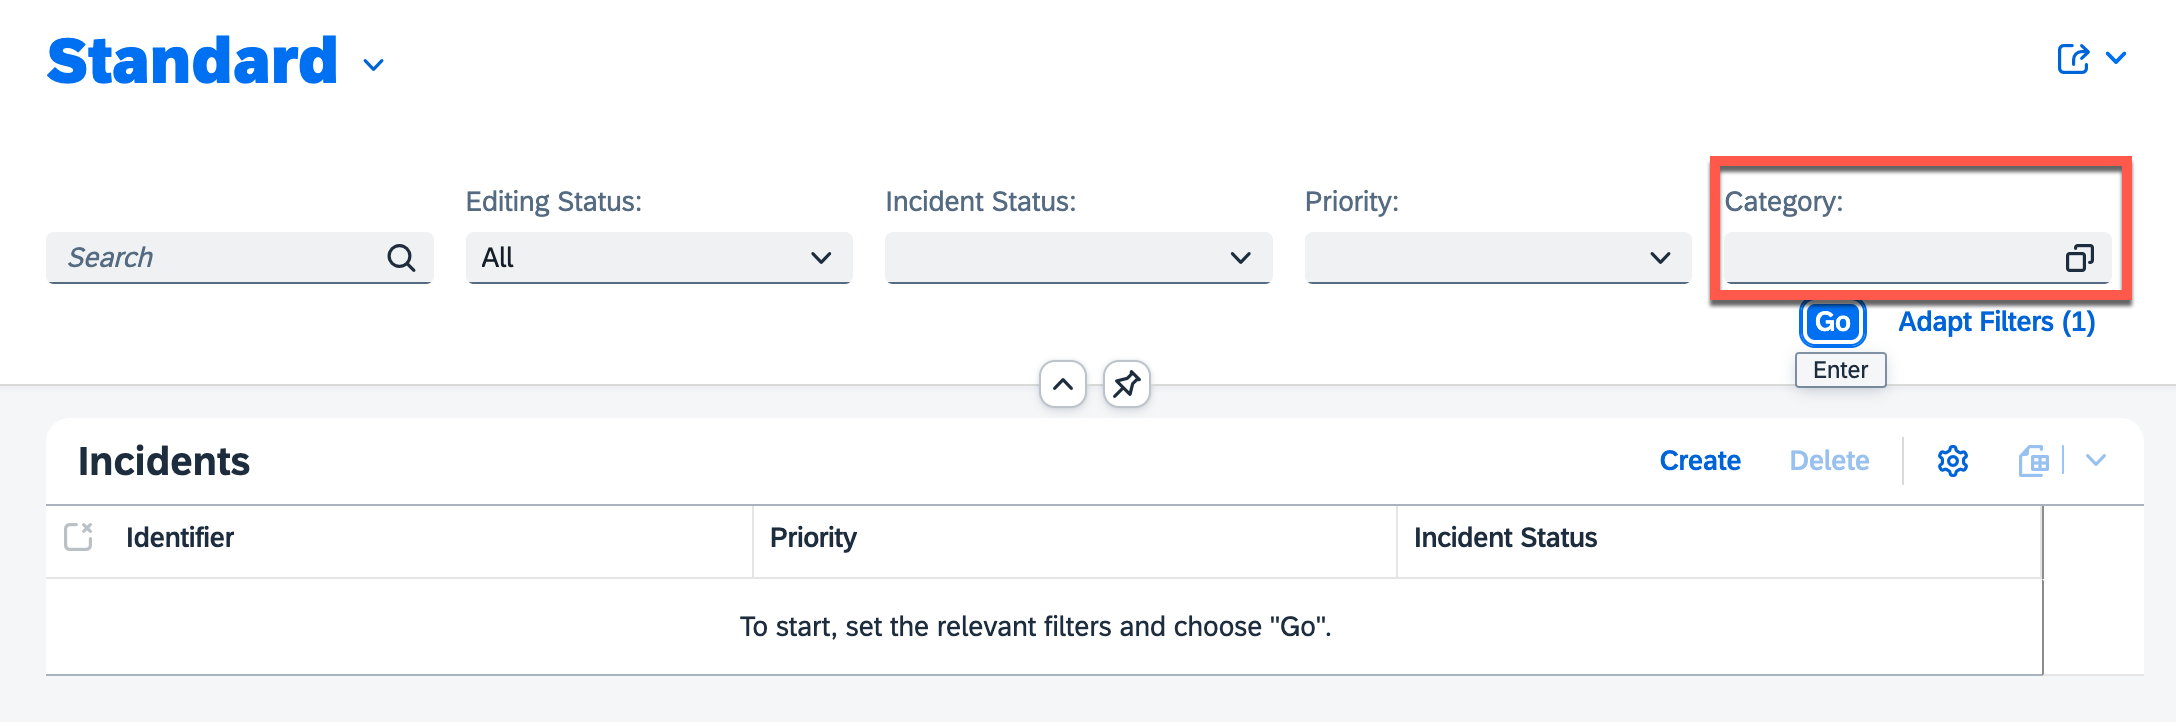 Standard
Editing Status:
Incident Status:
Priority:
Category:
Search
All
Go
Adapt Filters (1)
Enter
Incidents
Create
Delete
Identifier
Priority
Incident Status
To start, set the relevant filters and choose "Go".